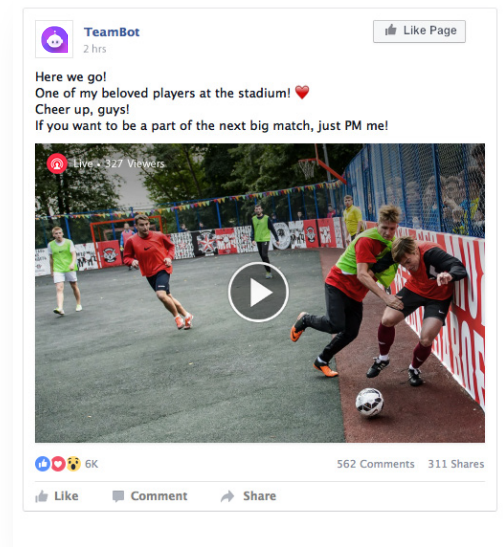 TeamBot
Like Page
2 hrs
Here we go!
One of my beloved players at the stadium! ❤️
Cheer up, guys!
If you want to be a part of the next big match, just PM me!
Live • 327 Viewers
6K
562 Comments 311 Shares
Like Comment Share